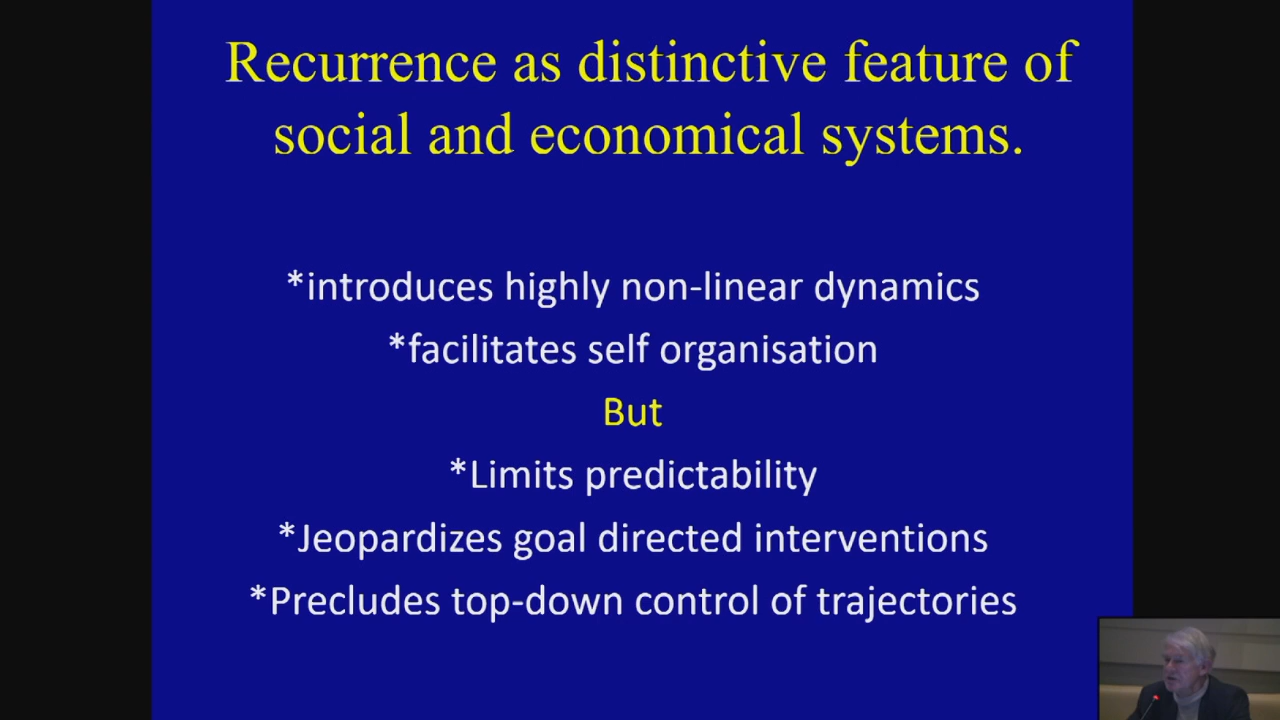 Recurrence as distinctive feature of
social and economical systems.
*introduces highly non-linear dynamics
*facilitates self organisation
But
*Limits predictability
*Jeopardizes goal directed interventions
*Precludes top-down control of trajectories